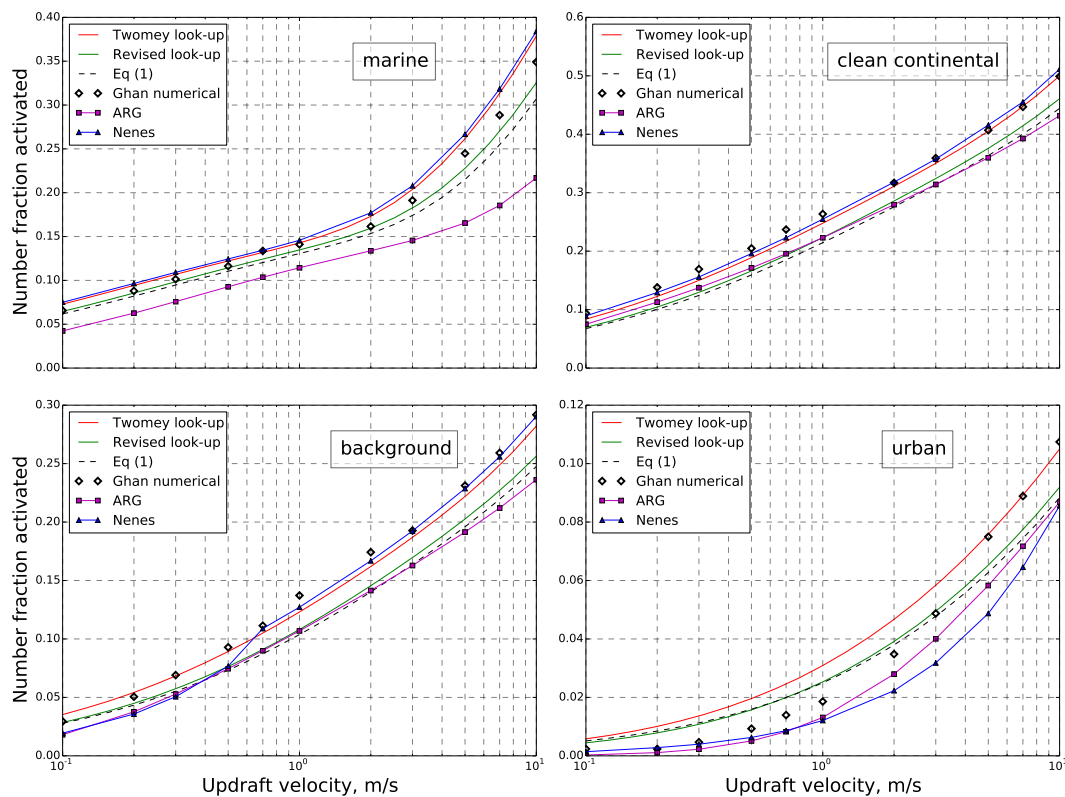 Number fraction activated
0.40
0.35
0.30
0.25
0.20
0.15
0.10
0.05
0.00
Twomey look-up
Revised look-up
Eq (1)
Ghan numerical
ARG
Nenes
marine
0.6
0.5
0.4
0.3
0.2
0.1
0.0
Twomey look-up
Revised look-up
Eq (1)
Ghan numerical
ARG
Nenes
clean continental
Number fraction activated
0.30
0.25
0.20
0.15
0.10
0.05
0.00
Twomey look-up
Revised look-up
Eq (1)
Ghan numerical
ARG
Nenes
background
10⁻¹
10⁰
10¹
Updraft velocity, m/s
0.12
0.10
0.08
0.06
0.04
0.02
0.00
Twomey look-up
Revised look-up
Eq (1)
Ghan numerical
ARG
Nenes
urban
10⁻¹
10⁰
10¹
Updraft velocity, m/s